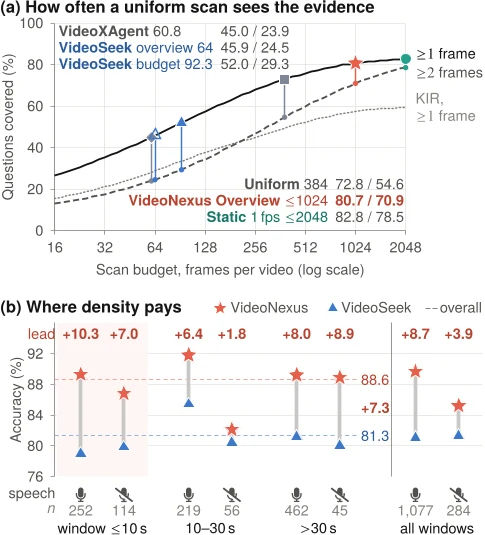 (a) How often a uniform scan sees the evidence
Questions covered (%)
100
80
60
40
20
0
VideoXAgent 60.8 45.0 / 23.9
VideoSeek overview 64 45.9 / 24.5
VideoSeek budget 92.3 52.0 / 29.3
≥1 frame
≥2 frames
KIR,
≥1 frame
Uniform 384 72.8 / 54.6
VideoNexus Overview ≤1024 80.7 / 70.9
Static 1 fps ≤2048 82.8 / 78.5
16 32 64 128 256 512 1024 2048
Scan budget, frames per video (log scale)
(b) Where density pays
VideoNexus VideoSeek overall
lead +10.3 +7.0 +6.4 +1.8 +8.0 +8.9 +8.7 +3.9
Accuracy (%)
92
88
84
80
76
88.6
+7.3
81.3
speech
n 252 114 219 56 462 45 1,077 284
window ≤10 s 10–30 s >30 s all windows